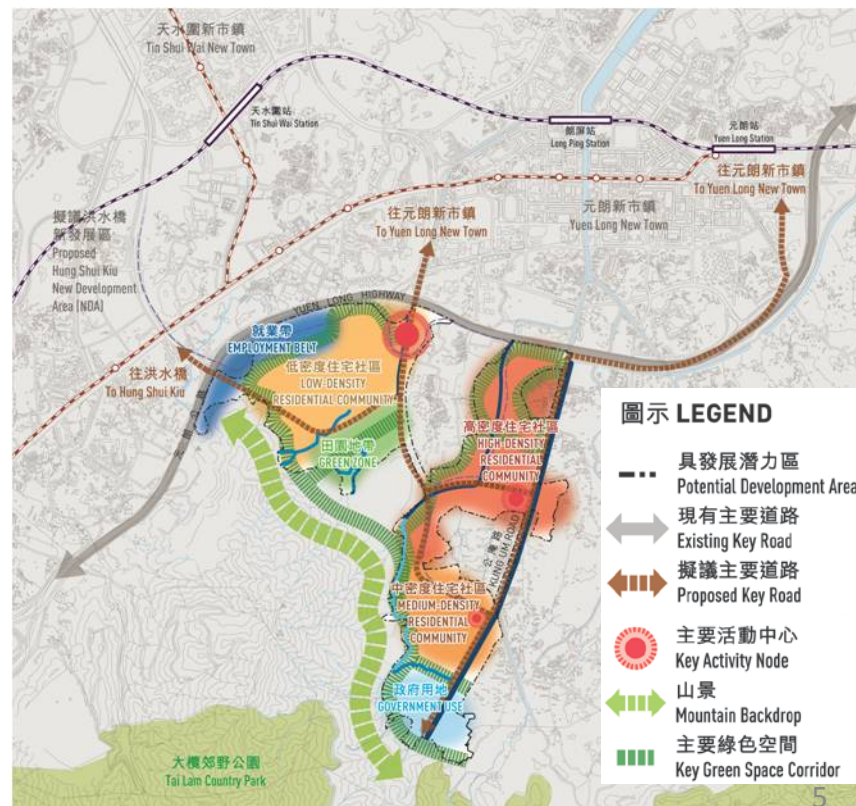 天水圍新市鎮
Tin Shui Wai New Town
天水圍站
Tin Shui Wai Station
朗屏站
Long Ping Station
元朗站
Yuen Long Station
往元朗新市鎮
To Yuen Long New Town
擬議洪水橋
新發展區
Proposed
Hung Shui Kiu
New Development
Area (NDA)
往元朗新市鎮
To Yuen Long New Town
元朗新市鎮
Yuen Long New Town
YUEN LONG HIGHWAY
就業帶
EMPLOYMENT BELT
往洪水橋
To Hung Shui Kiu
低密度住宅社區
LOW-DENSITY
RESIDENTIAL COMMUNITY
田園地帶
GREEN ZONE
高密度住宅社區
HIGH-DENSITY
RESIDENTIAL
COMMUNITY
公庵路
KUNG UM ROAD
中密度住宅社區
MEDIUM-DENSITY
RESIDENTIAL
COMMUNITY
政府用地
GOVERNMENT USE
大欖郊野公園
Tai Lam Country Park
圖示 LEGEND
具發展潛力區
Potential Development Area
現有主要道路
Existing Key Road
擬議主要道路
Proposed Key Road
主要活動中心
Key Activity Node
山景
Mountain Backdrop
主要綠色空間
Key Green Space Corridor
5